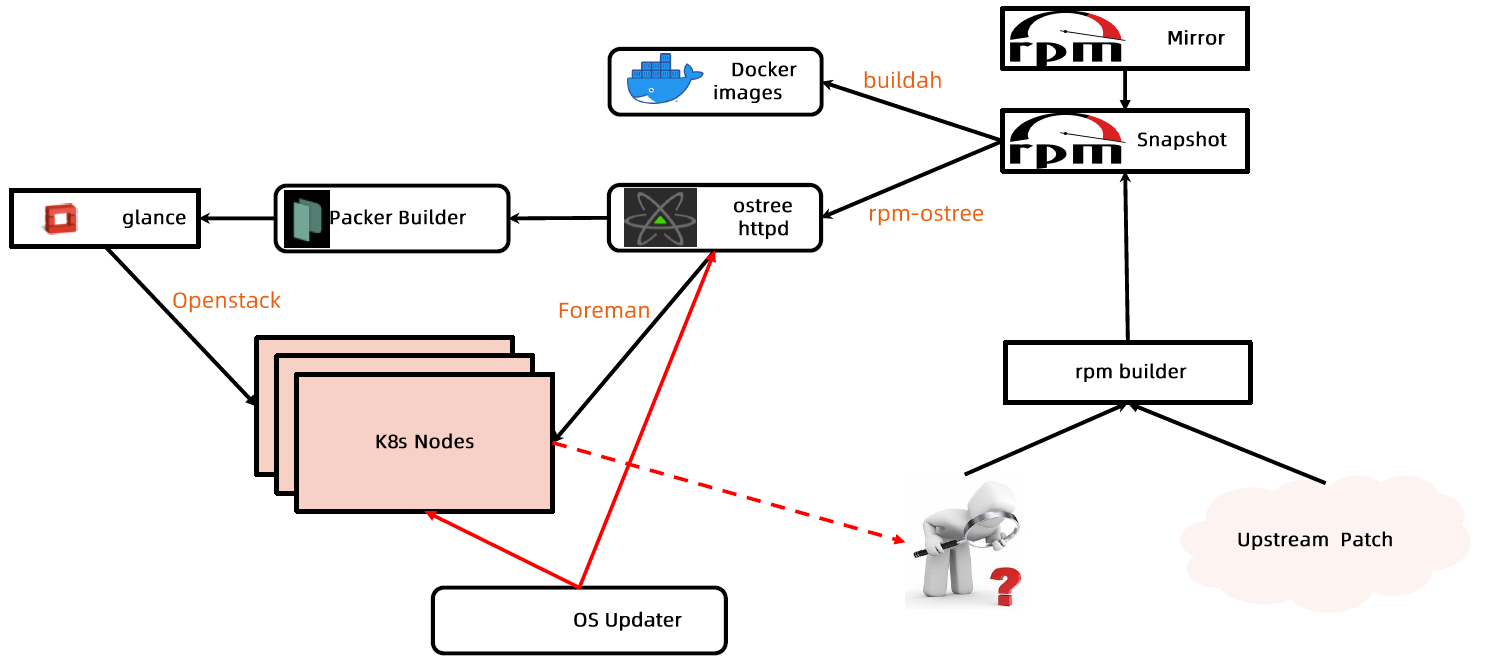 rpm
Mirror
Docker
images
buildah
rpm
Snapshot
glance
Packer Builder
ostree
httpd
rpm-ostree
Openstack
Foreman
rpm builder
K8s Nodes
Upstream Patch
?
OS Updater